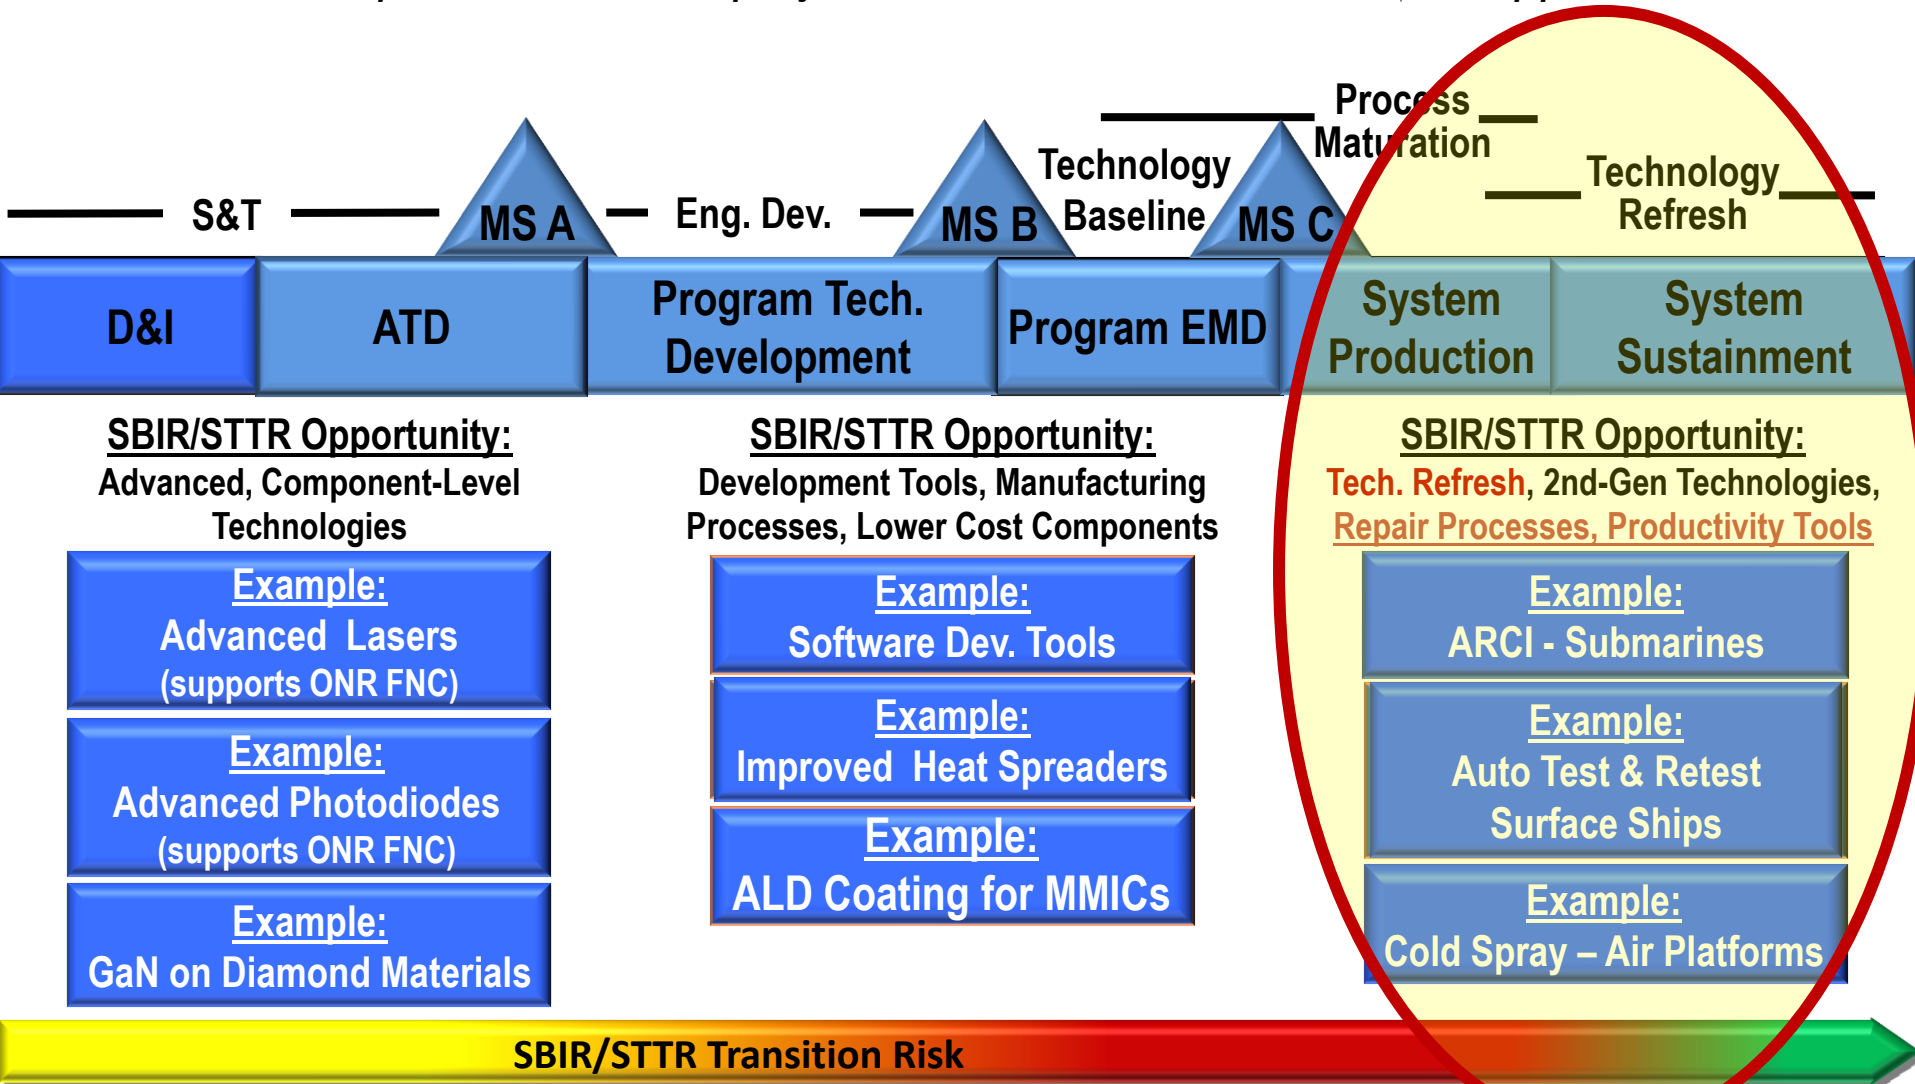 Process
Maturation
Technology
Baseline
Technology
Refresh
S&T
MS A
Eng. Dev.
MS B
MS C
D&I
ATD
Program Tech.
Development
Program EMD
System
Production
System
Sustainment
SBIR/STTR Opportunity:
Advanced, Component-Level
Technologies
Example:
Advanced Lasers
(supports ONR FNC)
Example:
Advanced Photodiodes
(supports ONR FNC)
Example:
GaN on Diamond Materials
SBIR/STTR Opportunity:
Development Tools, Manufacturing
Processes, Lower Cost Components
Example:
Software Dev. Tools
Example:
Improved Heat Spreaders
Example:
ALD Coating for MMICs
SBIR/STTR Opportunity:
Tech. Refresh, 2nd-Gen Technologies,
Repair Processes, Productivity Tools
Example:
ARCI - Submarines
Example:
Auto Test & Retest
Surface Ships
Example:
Cold Spray – Air Platforms
SBIR/STTR Transition Risk